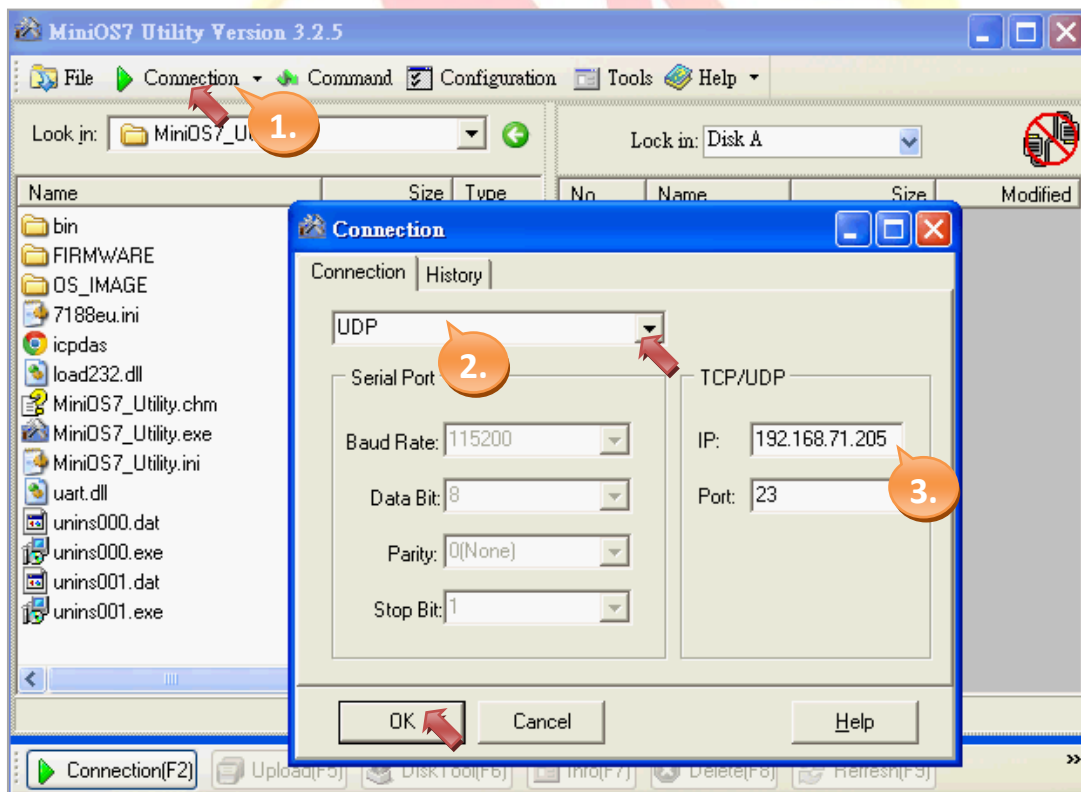 MiniOS7 Utility Version 3.2.5
File Connection Command Configuration Tools Help
1.
Look in: MiniOS7_Ut
Lock in: Disk A
Name Size Type
No Name Size Modified
bin
FIRMWARE
OS_IMAGE
7188eu.ini
icpdas
load232.dll
MiniOS7_Utility.chm
MiniOS7_Utility.exe
MiniOS7_Utility.ini
uart.dll
unins000.dat
unins000.exe
unins001.dat
unins001.exe
Connection
Connection History
UDP
2.
Serial Port
Baud Rate: 115200
Data Bit: 8
Parity: 0(None)
Stop Bit: 1
TCP/UDP
IP: 192.168.71.205
3.
Port: 23
OK Cancel Help
Connection(F2) Upload(F5) DiskTool(F6) Info(F7) Delete(F8) Refresh(F9) »